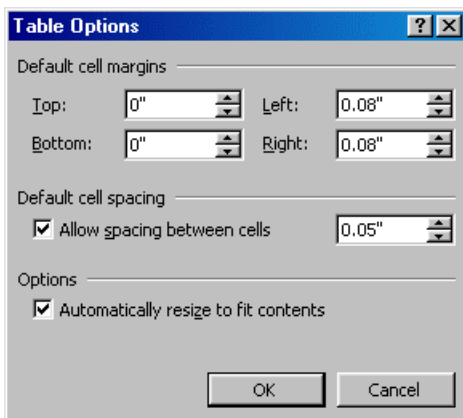 Table Options
Default cell margins
Top: 0" Left: 0.08"
Bottom: 0" Right: 0.08"
Default cell spacing
Allow spacing between cells 0.05"
Options
Automatically resize to fit contents
OK Cancel